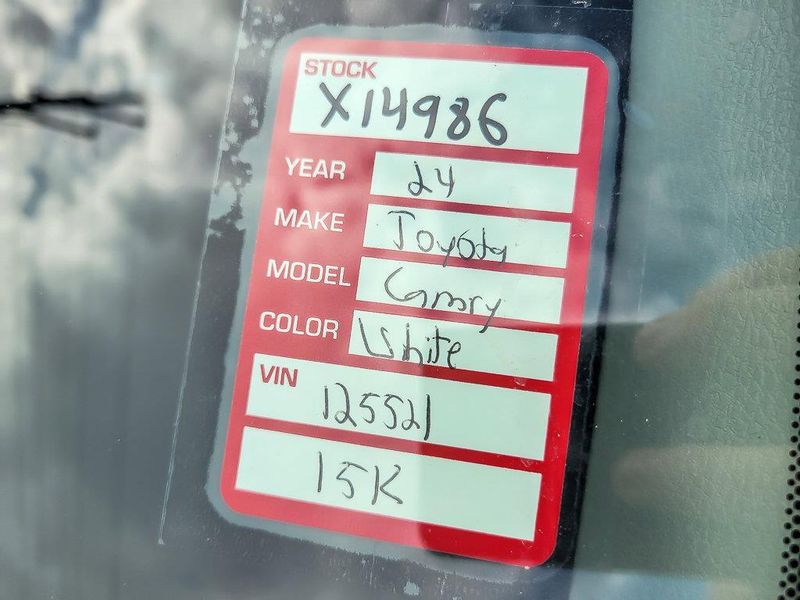 STOCK X14986
YEAR 24
MAKE Toyota
MODEL Camry
COLOR White
VIN 125521
15K